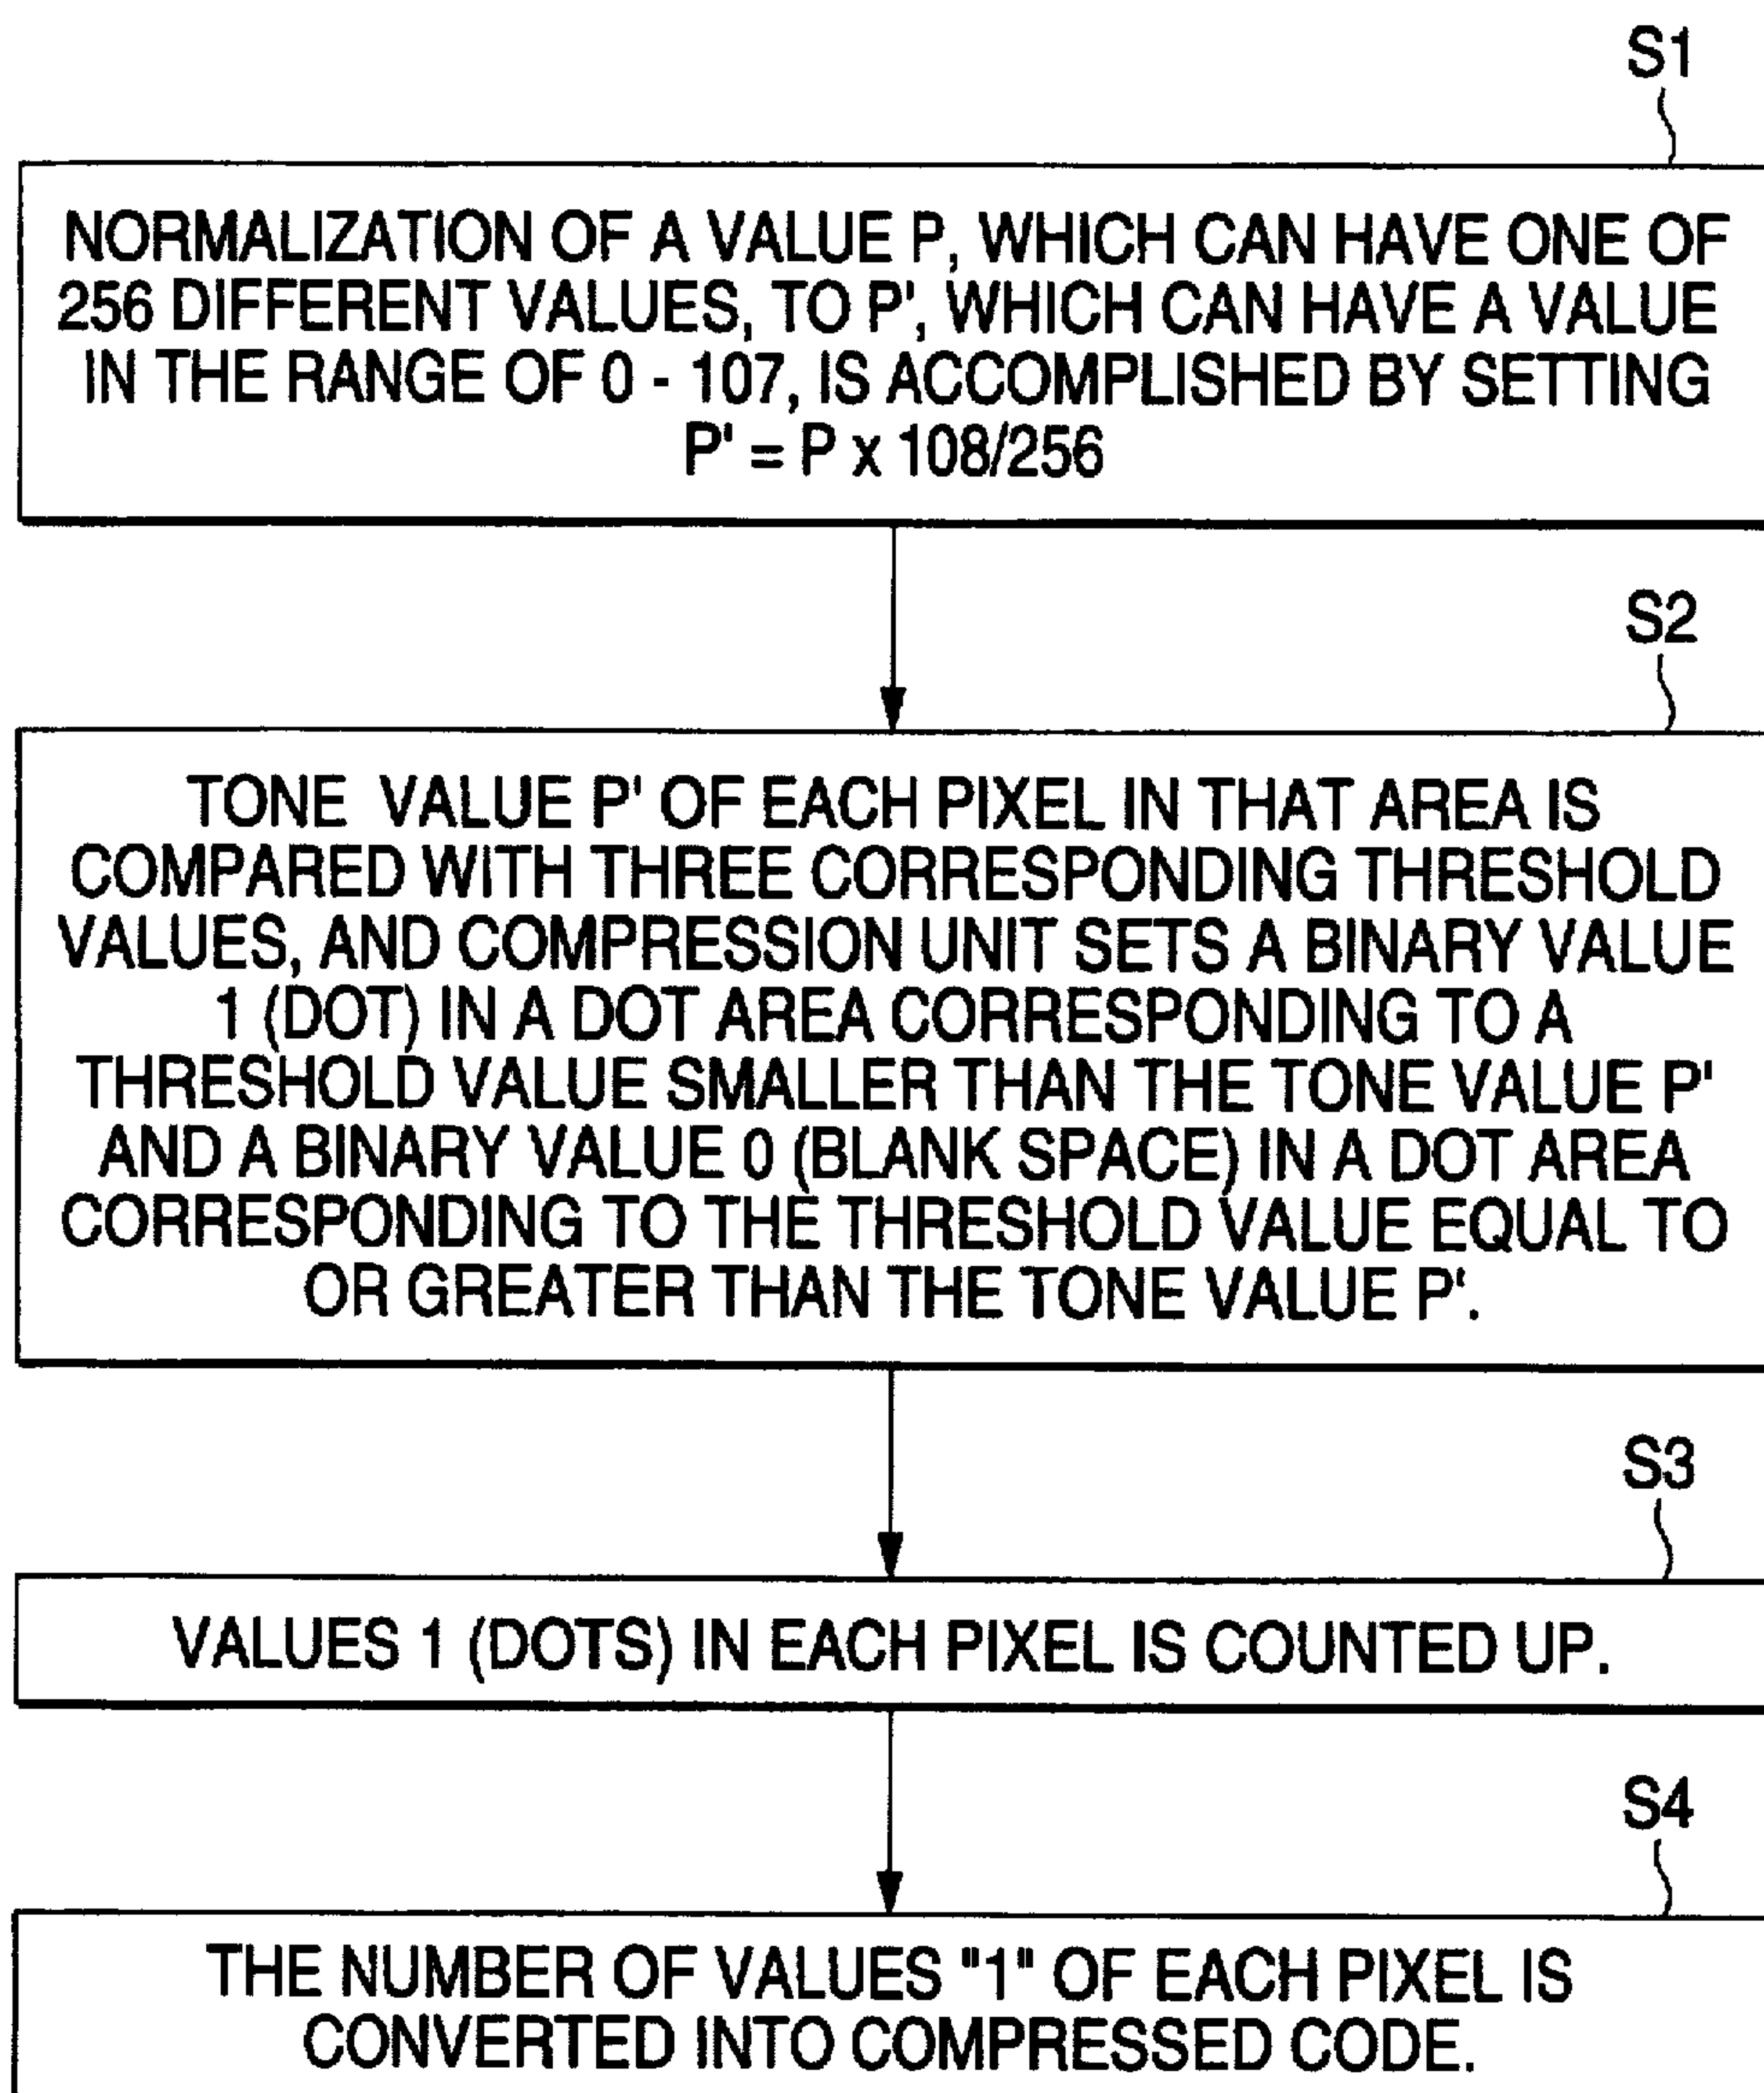 S1
NORMALIZATION OF A VALUE P, WHICH CAN HAVE ONE OF
256 DIFFERENT VALUES, TO P', WHICH CAN HAVE A VALUE
IN THE RANGE OF 0 - 107, IS ACCOMPLISHED BY SETTING
P' = P x 108/256
S2
TONE VALUE P' OF EACH PIXEL IN THAT AREA IS
COMPARED WITH THREE CORRESPONDING THRESHOLD
VALUES, AND COMPRESSION UNIT SETS A BINARY VALUE
1 (DOT) IN A DOT AREA CORRESPONDING TO A
THRESHOLD VALUE SMALLER THAN THE TONE VALUE P'
AND A BINARY VALUE 0 (BLANK SPACE) IN A DOT AREA
CORRESPONDING TO THE THRESHOLD VALUE EQUAL TO
OR GREATER THAN THE TONE VALUE P'.
S3
VALUES 1 (DOTS) IN EACH PIXEL IS COUNTED UP.
S4
THE NUMBER OF VALUES "1" OF EACH PIXEL IS
CONVERTED INTO COMPRESSED CODE.